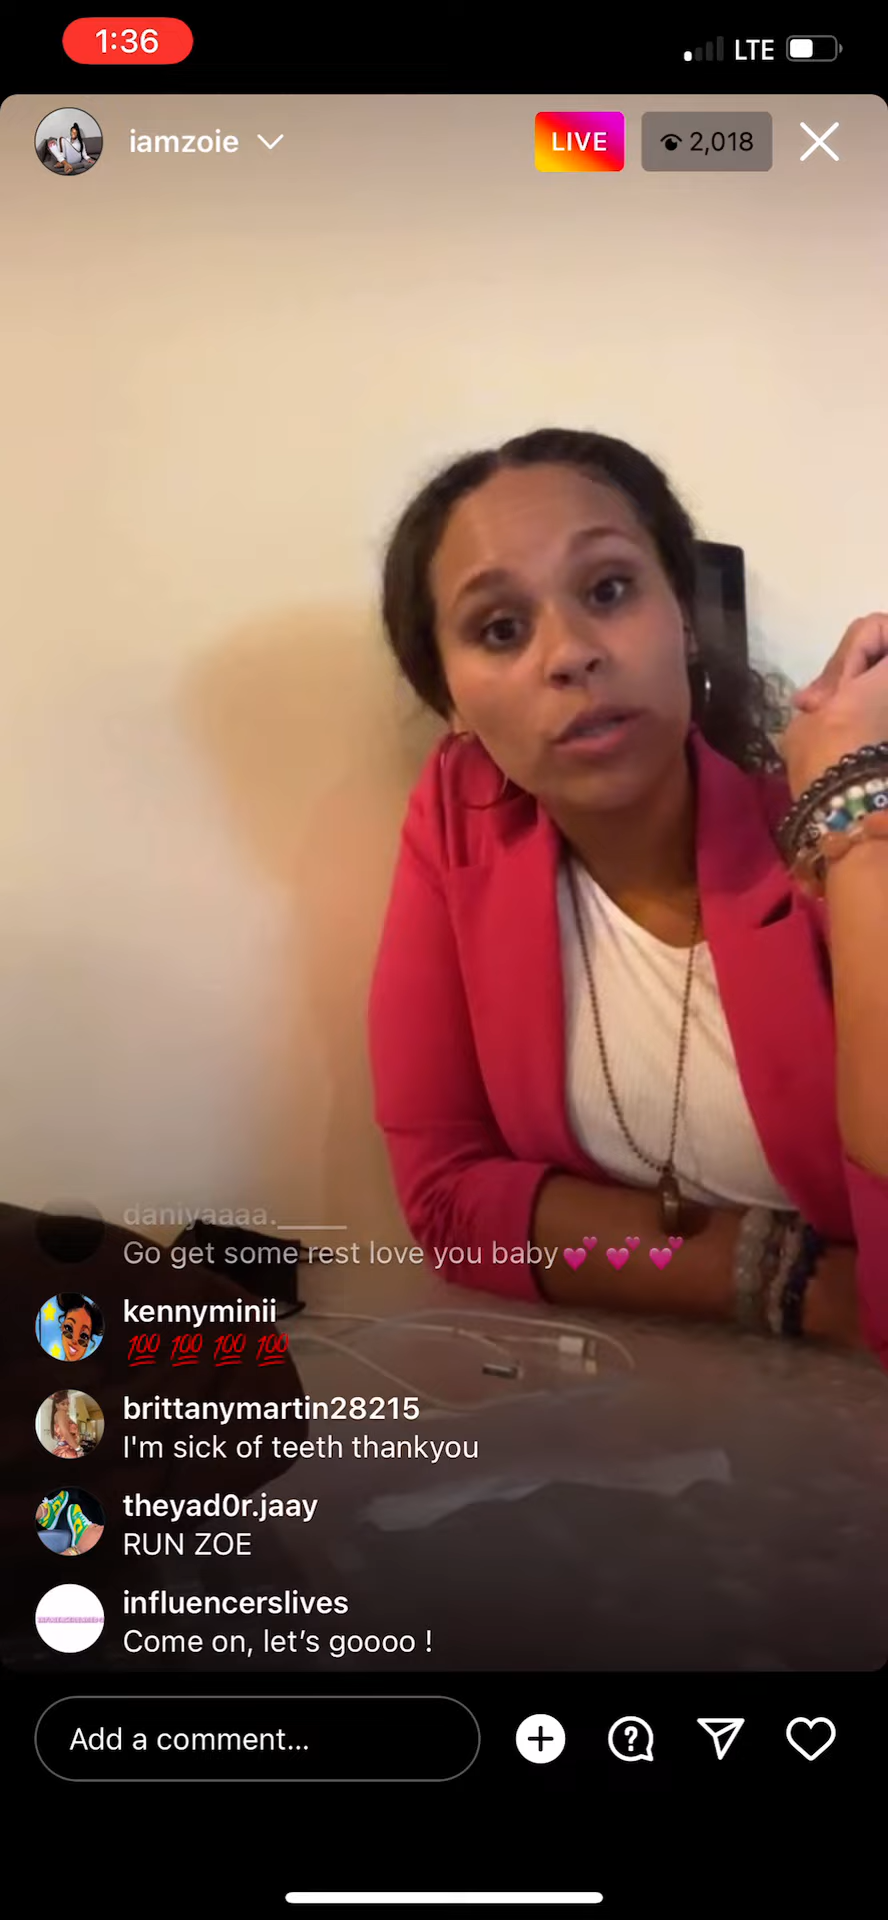 1:36
LTE
iamzoie
LIVE
2,018
daniyaaaa._____
Go get some rest love you baby💕💕💕
kennyminii
💯💯💯💯
brittanymartin28215
I'm sick of teeth thankyou
theyad0r.jaay
RUN ZOE
influencerslives
Come on, let's goooo !
Add a comment...